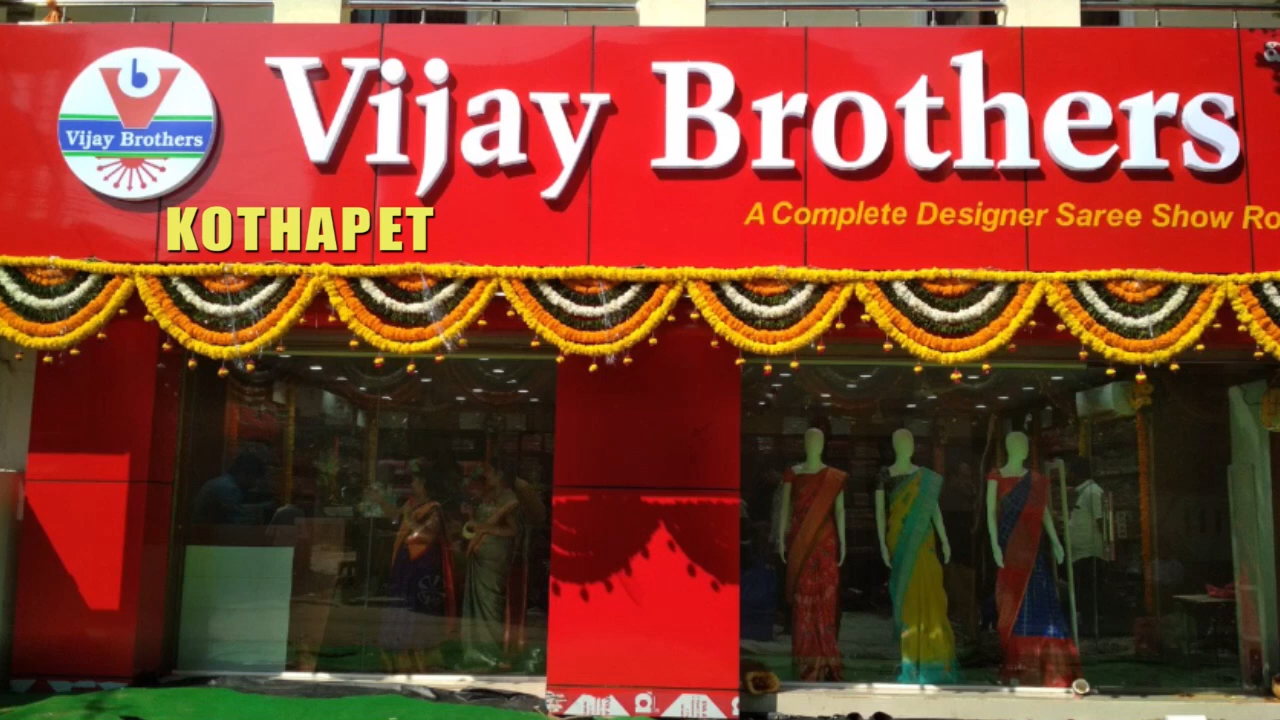 b
Vijay Brothers
Vijay Brothers
KOTHAPET
A Complete Designer Saree Show Ro